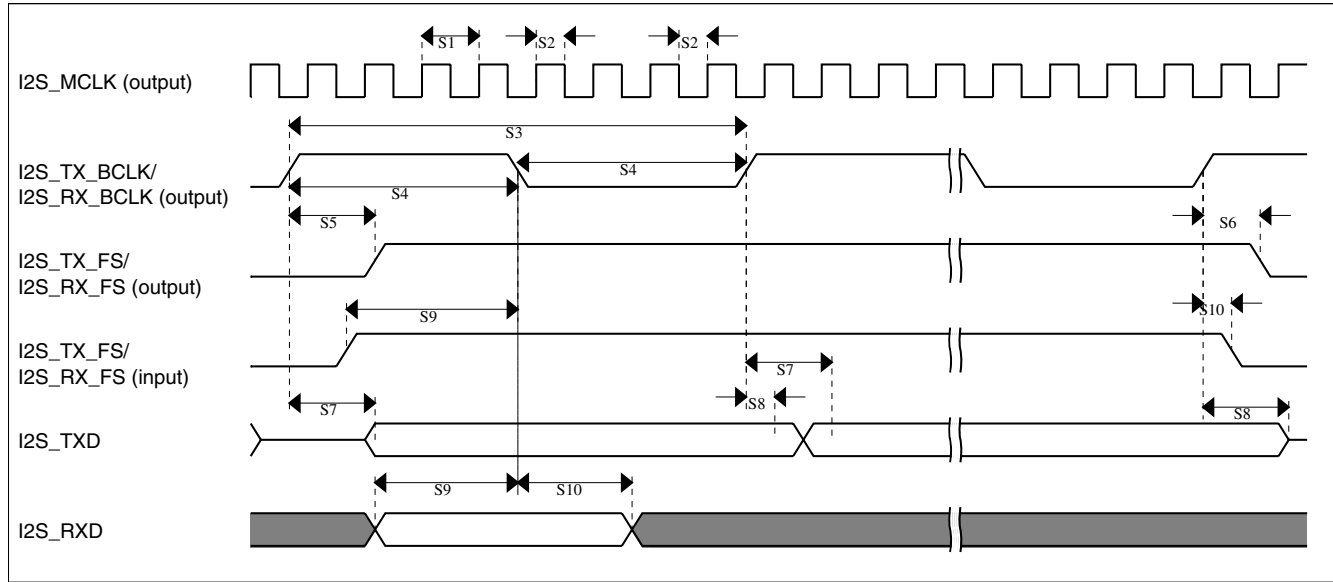 S1
S2
S2
I2S_MCLK (output)
S3
I2S_TX_BCLK/
I2S_RX_BCLK (output)
S4
S4
S5
S6
I2S_TX_FS/
I2S_RX_FS (output)
S9
S10
I2S_TX_FS/
I2S_RX_FS (input)
S7
S7
S8
S8
I2S_TXD
S9
S10
I2S_RXD